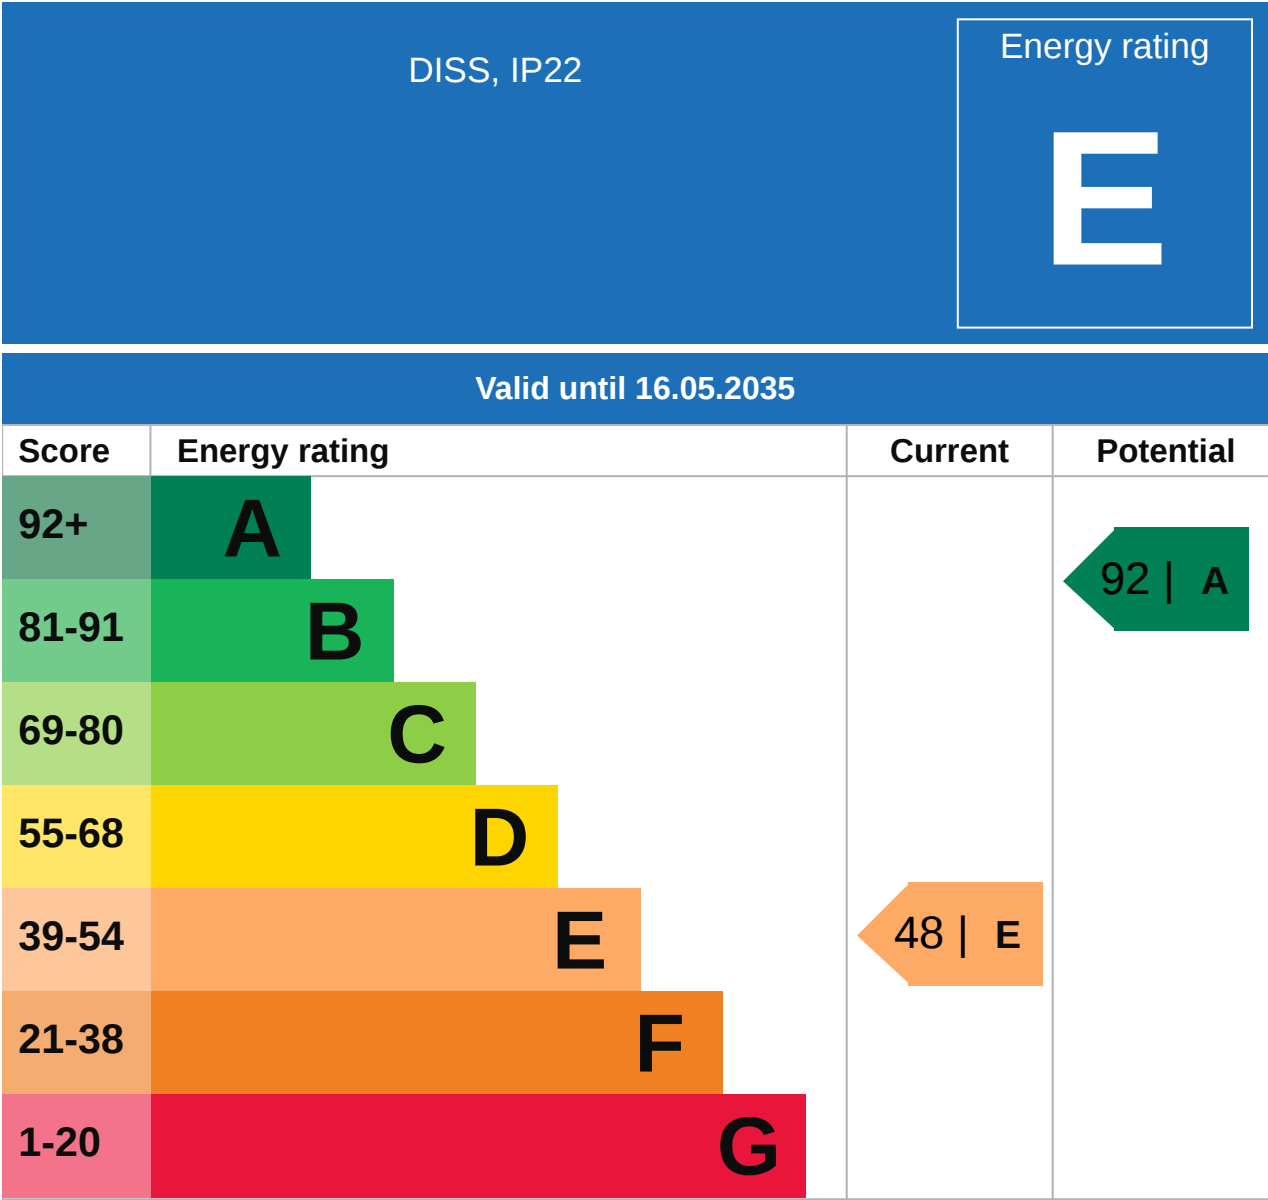 DISS, IP22
Energy rating
E
Valid until 16.05.2035
Score Energy rating Current Potential
92+ A
92 | A
81-91 B
69-80 C
55-68 D
39-54 E
48 | E
21-38 F
1-20 G